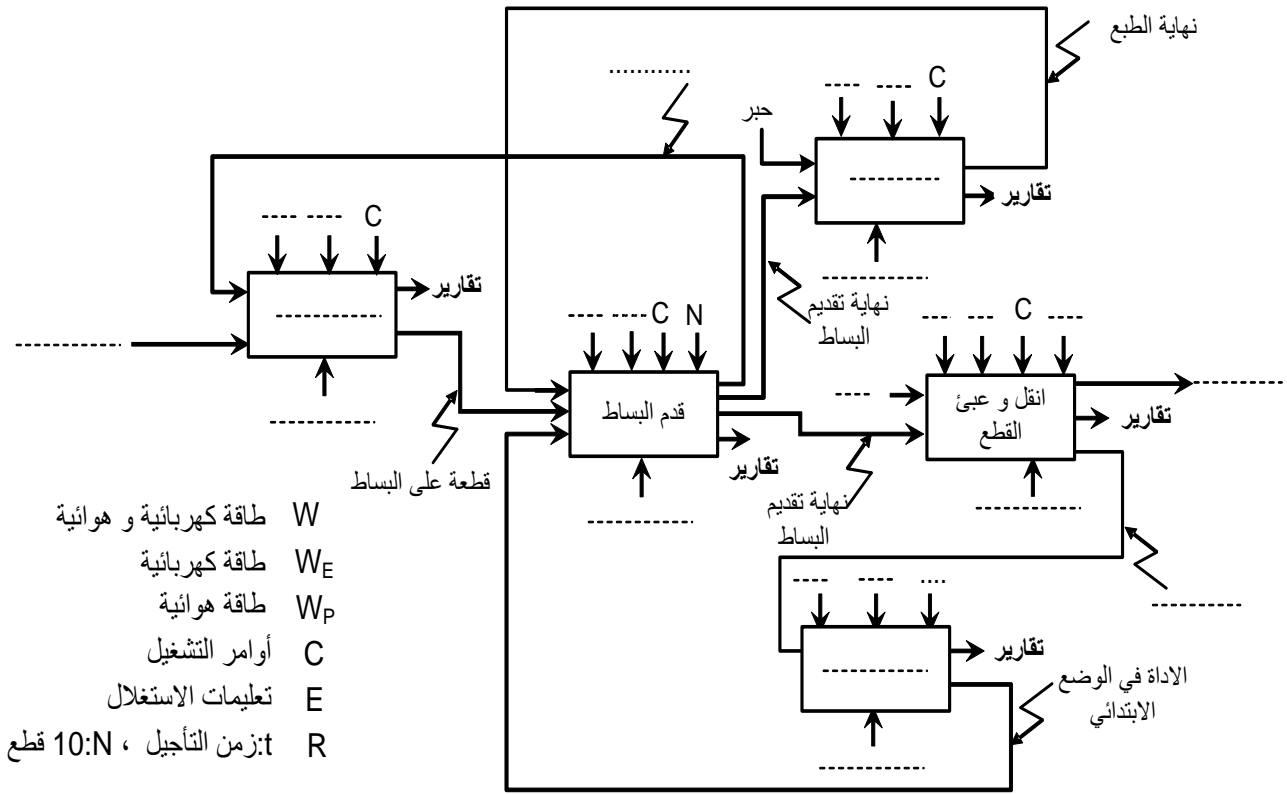 نهاية الطبع
............
---- ---- C
حبر
------------
تقارير
------------
---- ---- C
تقارير
------------
------------
------------
نهاية تقديم
البساط
---- ---- C N
قدم البساط
تقارير
------------
قطعة على البساط
---- ---- C ----
----
انقل و عبئ
القطع
------------
تقارير
------------
نهاية تقديم
البساط
------------
---- ---- ....
------------
تقارير
------------
الاداة في الوضع
الابتدائي
W طاقة كهربائية و هوائية
WE طاقة كهربائية
WP طاقة هوائية
C أوامر التشغيل
E تعليمات الاستغلال
R t:زمن التأجيل ، N:10 قطع